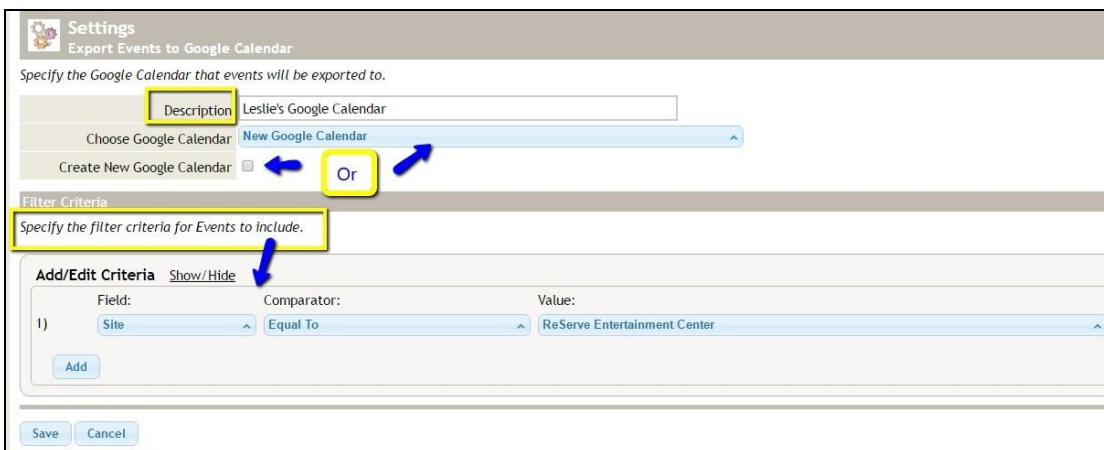 Settings
Export Events to Google Calendar
Specify the Google Calendar that events will be exported to.
Description Leslie's Google Calendar
Choose Google Calendar New Google Calendar
Create New Google Calendar
Or
Filter Criteria
Specify the filter criteria for Events to include.
Add/Edit Criteria Show/Hide
Field: Comparator: Value:
1) Site Equal To ReServe Entertainment Center
Add
Save Cancel